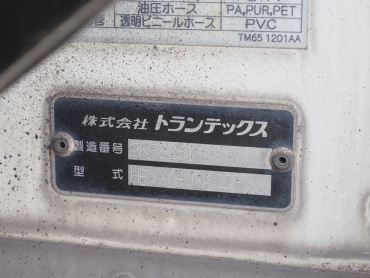 油圧ホース PA,PUR,PET
透明ビニールホース PVC
TM65 1201AA
株式会社 トランテックス
製造番号
型式